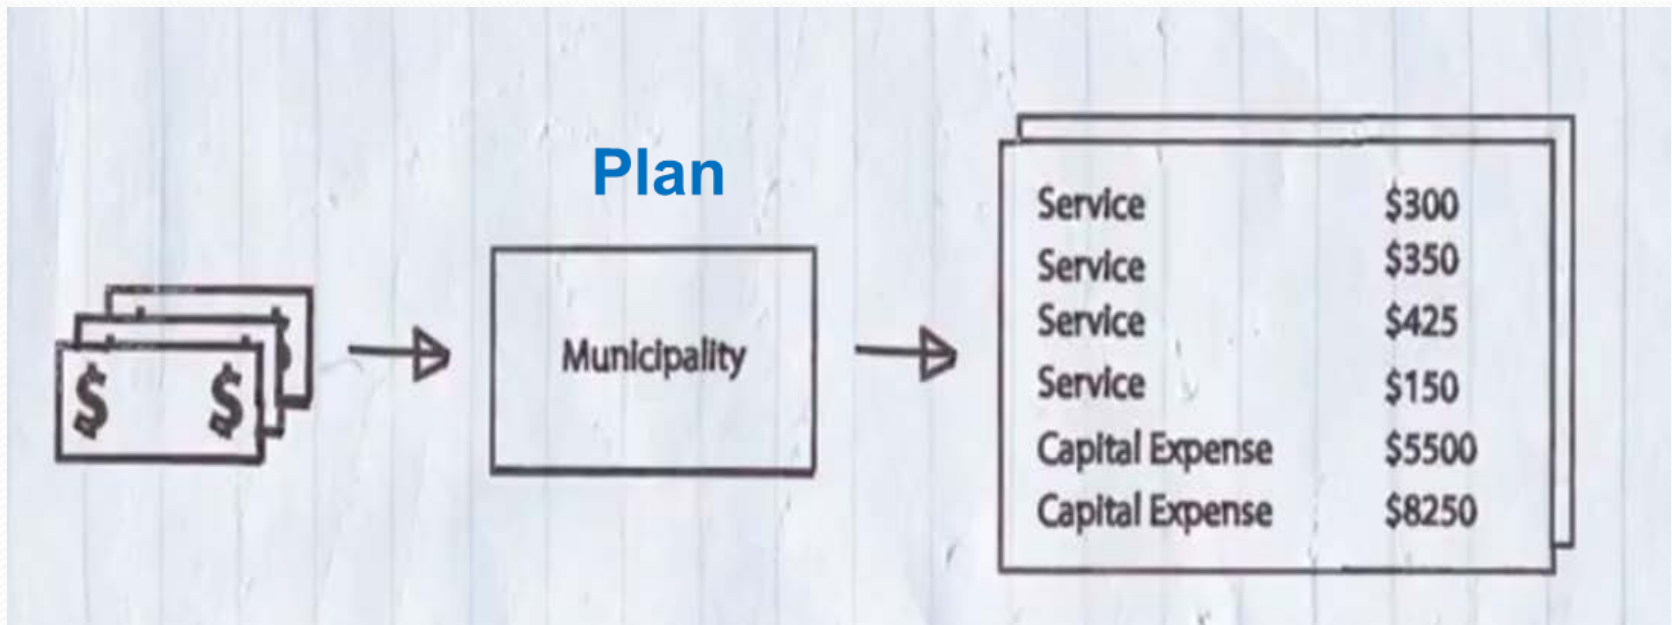 Plan
$ $
Municipality
Service $300
Service $350
Service $425
Service $150
Capital Expense $5500
Capital Expense $8250